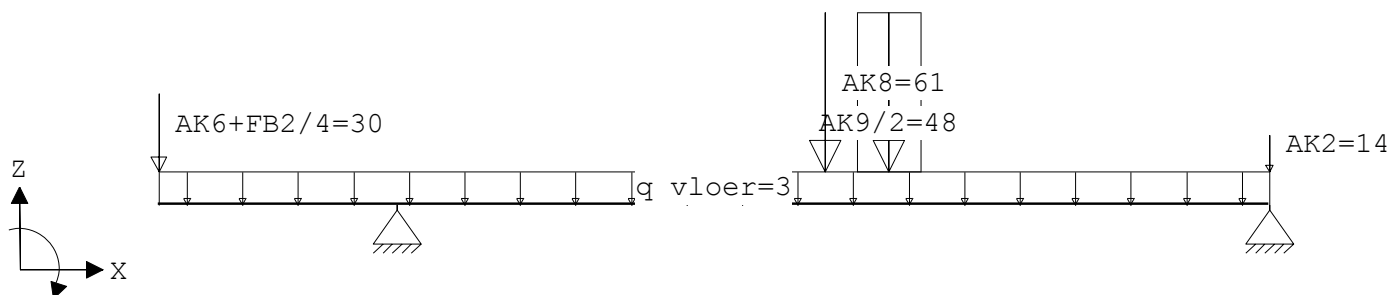 AK8=61
AK6+FB2/4=30
AK9/2=48
AK2=14
Z
q vloer=3
X